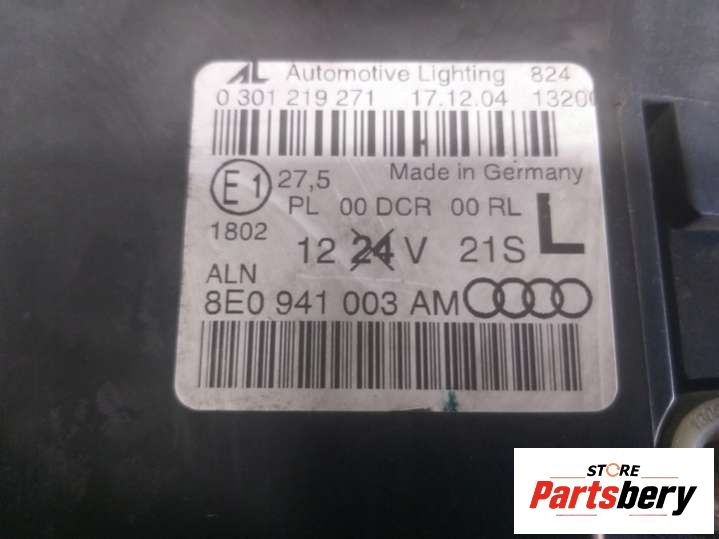 AL Automotive Lighting 824
0 301 219 271 17.12.04 1320
E1 27,5 Made in Germany
PL 00 DCR 00 RL
1802 12 24 V 21S L
ALN
8E0 941 003 AM
STORE
Partsbery